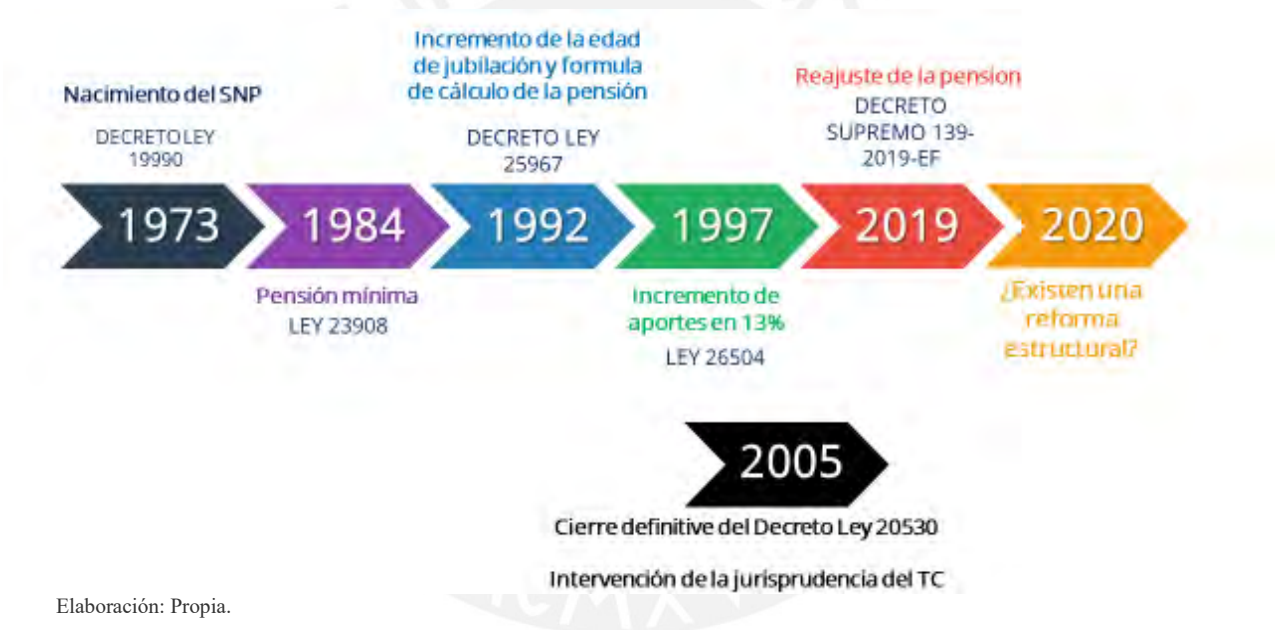 Nacimiento del SNP
DECRETO LEY
19990
1973
1984
Pensión mínima
LEY 23908
Incremento de la edad
de jubilación y formula
de cálculo de la pensión
DECRETO LEY
25967
1992
1997
Incremento de
aportes en 13%
LEY 26504
Reajuste de la pension
DECRETO
SUPREMO 139-
2019-EF
2019
2020
¿Existen una
reforma
estructural?
2005
Cierre definitive del Decreto Ley 20530
Intervención de la jurisprudencia del TC
Elaboración: Propia.